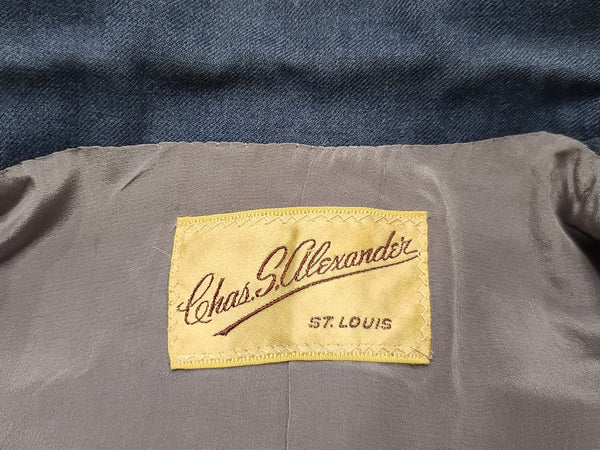 Chas. S. Alexander
ST. LOUIS